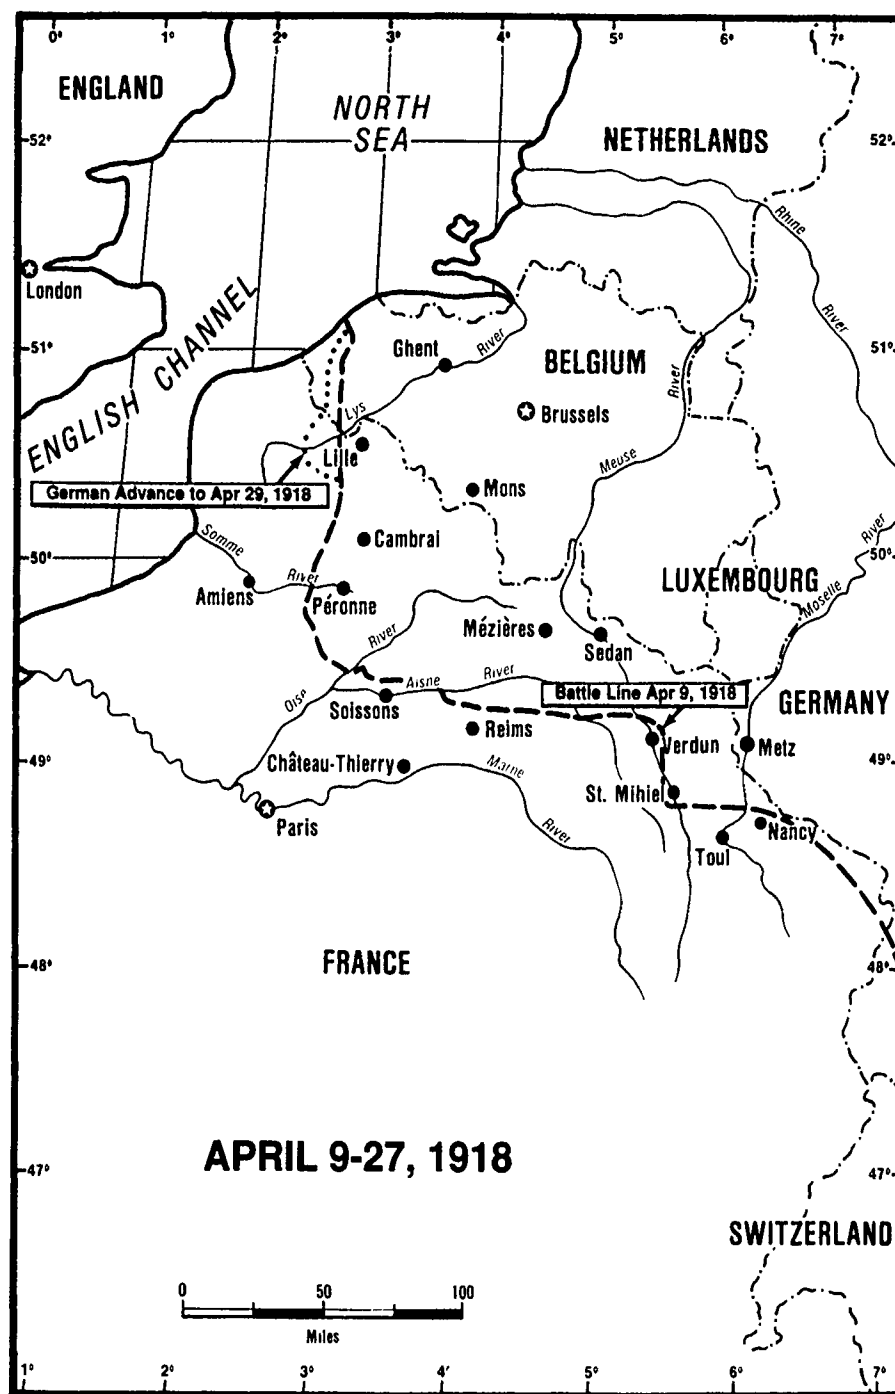 0° 1° 2° 3° 4° 5° 6° 7°
ENGLAND
NORTH
SEA
52° 52°
NETHERLANDS
Rhine
London
River
ENGLISH CHANNEL
51° 51°
Ghent
River
BELGIUM
River
Lys
Brussels
Lille
Meuse
German Advance to Apr 29, 1918
Mons
Somme
Cambrai
River
50° 50°
LUXEMBOURG
Amiens
River
Péronne
Moselle
Mézières
Sedan
River
Aisne
River
Battle Line Apr 9, 1918
Oise
Soissons
GERMANY
Reims
Verdun
Metz
49° 49°
Château-Thierry
Marne
St. Mihiel
Paris
River
Nancy
Toul
FRANCE
48° 48°
APRIL 9-27, 1918
47° 47°
SWITZERLAND
0 50 100
Miles
1° 2° 3° 4' 5° 6° 7°